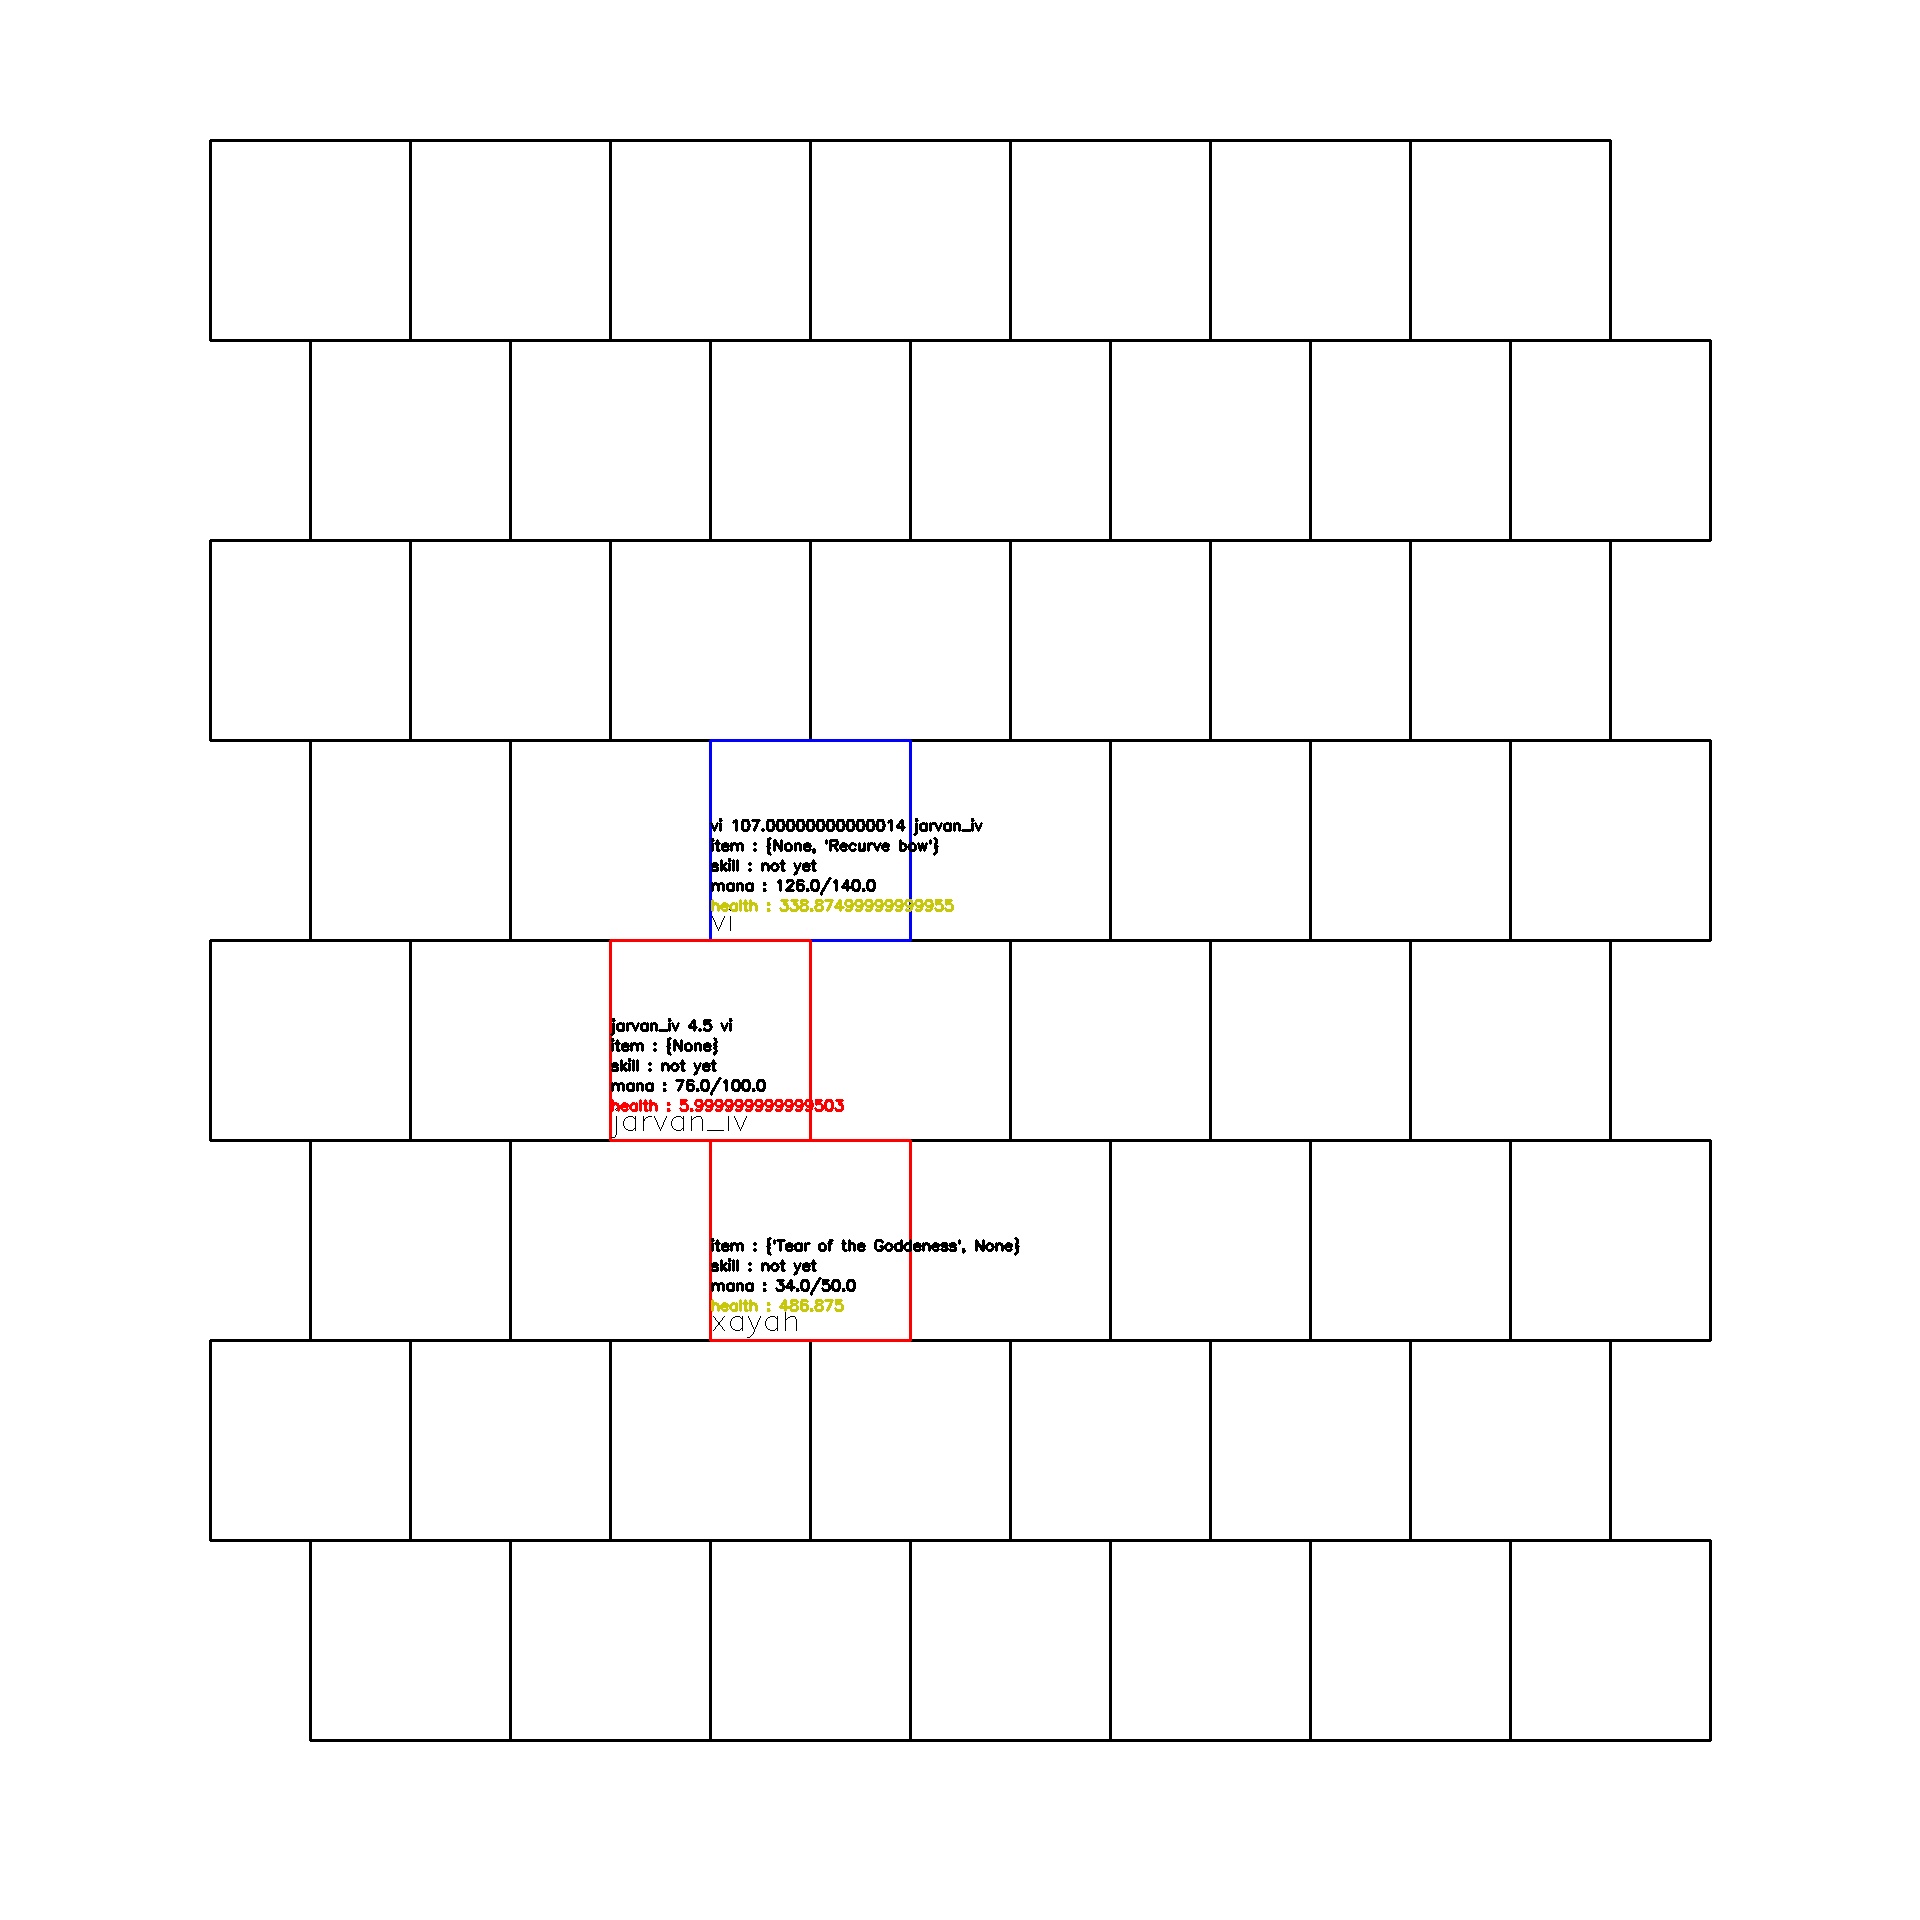 vi 107.00000000000014 jarvan_iv
item : {None, 'Recurve bow'}
skill : not yet
mana : 126.0/140.0
health : 338.87499999999955
vi
jarvan_iv 4.5 vi
item : {None}
skill : not yet
mana : 76.0/100.0
health : 5.999999999999503
jarvan_iv
item : {'Tear of the Goddeness', None}
skill : not yet
mana : 34.0/50.0
health : 486.875
xayah